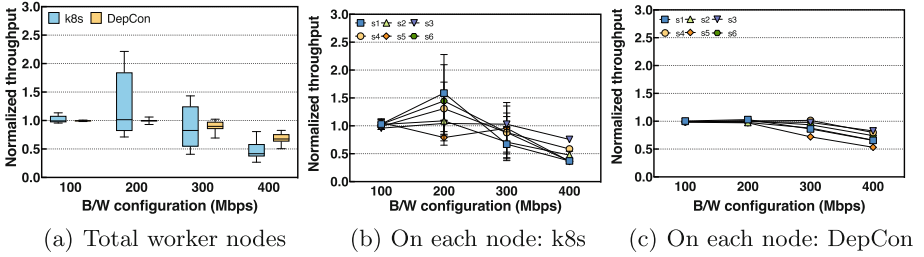 Normalized throughput
3.0
2.5
2.0
1.5
1.0
0.5
0.0
k8s DepCon
100 200 300 400
B/W configuration (Mbps)
(a) Total worker nodes
Normalized throughput
3.0
2.5
2.0
1.5
1.0
0.5
0.0
s1 s2 s3
s4 s5 s6
100 200 300 400
B/W configuration (Mbps)
(b) On each node: k8s
Normalized throughput
3.0
2.5
2.0
1.5
1.0
0.5
0.0
s1 s2 s3
s4 s5 s6
100 200 300 400
B/W configuration (Mbps)
(c) On each node: DepCon